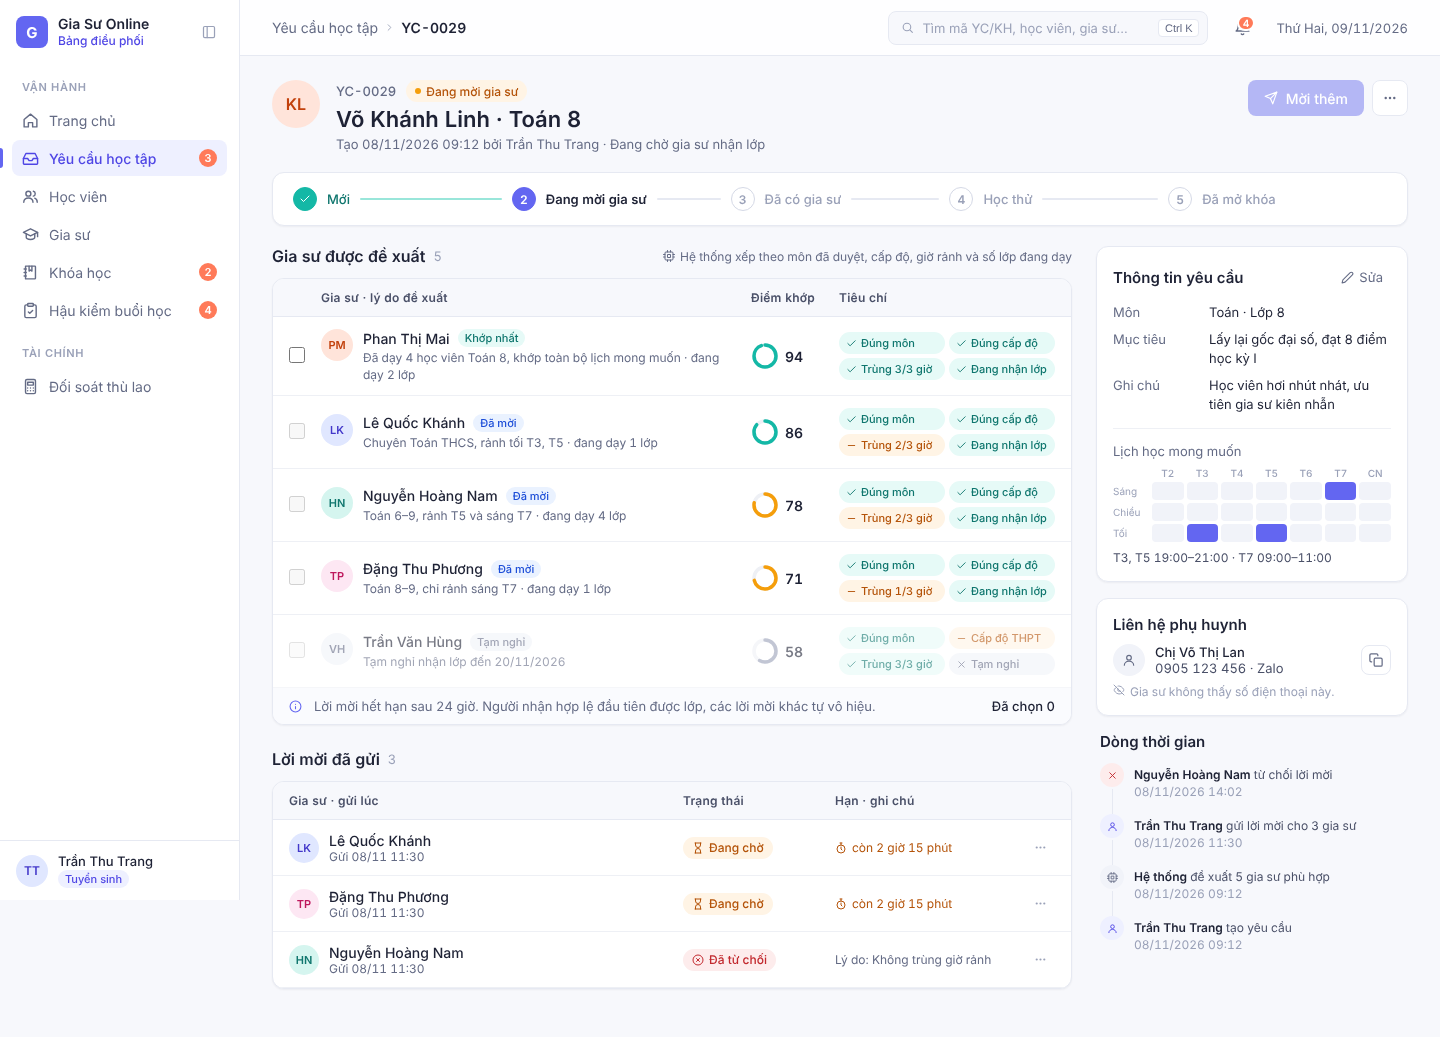 G
Gia Sư Online
Bảng điều phối
VẬN HÀNH
Trang chủ
Yêu cầu học tập 3
Học viên
Gia sư
Khóa học 2
Hậu kiểm buổi học 4
TÀI CHÍNH
Đối soát thù lao
TT
Trần Thu Trang
Tuyển sinh
Yêu cầu học tập › YC-0029
Tìm mã YC/KH, học viên, gia sư... Ctrl K
4
Thứ Hai, 09/11/2026
KL
YC-0029 Đang mời gia sư
Võ Khánh Linh · Toán 8
Tạo 08/11/2026 09:12 bởi Trần Thu Trang · Đang chờ gia sư nhận lớp
Mời thêm
Mới 2 Đang mời gia sư 3 Đã có gia sư 4 Học thử 5 Đã mở khóa
Gia sư được đề xuất 5
Hệ thống xếp theo môn đã duyệt, cấp độ, giờ rảnh và số lớp đang dạy
Gia sư · lý do đề xuất Điểm khớp Tiêu chí
PM
Phan Thị Mai Khớp nhất
Đã dạy 4 học viên Toán 8, khớp toàn bộ lịch mong muốn · đang
dạy 2 lớp
94
Đúng môn Đúng cấp độ
Trùng 3/3 giờ Đang nhận lớp
LK
Lê Quốc Khánh Đã mời
Chuyên Toán THCS, rảnh tối T3, T5 · đang dạy 1 lớp
86
Đúng môn Đúng cấp độ
Trùng 2/3 giờ Đang nhận lớp
HN
Nguyễn Hoàng Nam Đã mời
Toán 6–9, rảnh T5 và sáng T7 · đang dạy 4 lớp
78
Đúng môn Đúng cấp độ
Trùng 2/3 giờ Đang nhận lớp
TP
Đặng Thu Phương Đã mời
Toán 8–9, chỉ rảnh sáng T7 · đang dạy 1 lớp
71
Đúng môn Đúng cấp độ
Trùng 1/3 giờ Đang nhận lớp
VH
Trần Văn Hùng Tạm nghỉ
Tạm nghỉ nhận lớp đến 20/11/2026
58
Đúng môn Cấp độ THPT
Trùng 3/3 giờ Tạm nghỉ
Lời mời hết hạn sau 24 giờ. Người nhận hợp lệ đầu tiên được lớp, các lời mời khác tự vô hiệu. Đã chọn 0
Lời mời đã gửi 3
Gia sư · gửi lúc Trạng thái Hạn · ghi chú
LK
Lê Quốc Khánh
Gửi 08/11 11:30
Đang chờ
còn 2 giờ 15 phút
TP
Đặng Thu Phương
Gửi 08/11 11:30
Đang chờ
còn 2 giờ 15 phút
HN
Nguyễn Hoàng Nam
Gửi 08/11 11:30
Đã từ chối
Lý do: Không trùng giờ rảnh
Thông tin yêu cầu Sửa
Môn Toán · Lớp 8
Mục tiêu Lấy lại gốc đại số, đạt 8 điểm
học kỳ I
Ghi chú Học viên hơi nhút nhát, ưu
tiên gia sư kiên nhẫn
Lịch học mong muốn
T2 T3 T4 T5 T6 T7 CN
Sáng
Chiều
Tối
T3, T5 19:00–21:00 · T7 09:00–11:00
Liên hệ phụ huynh
Chị Võ Thị Lan
0905 123 456 · Zalo
Gia sư không thấy số điện thoại này.
Dòng thời gian
Nguyễn Hoàng Nam từ chối lời mời
08/11/2026 14:02
Trần Thu Trang gửi lời mời cho 3 gia sư
08/11/2026 11:30
Hệ thống đề xuất 5 gia sư phù hợp
08/11/2026 09:12
Trần Thu Trang tạo yêu cầu
08/11/2026 09:12